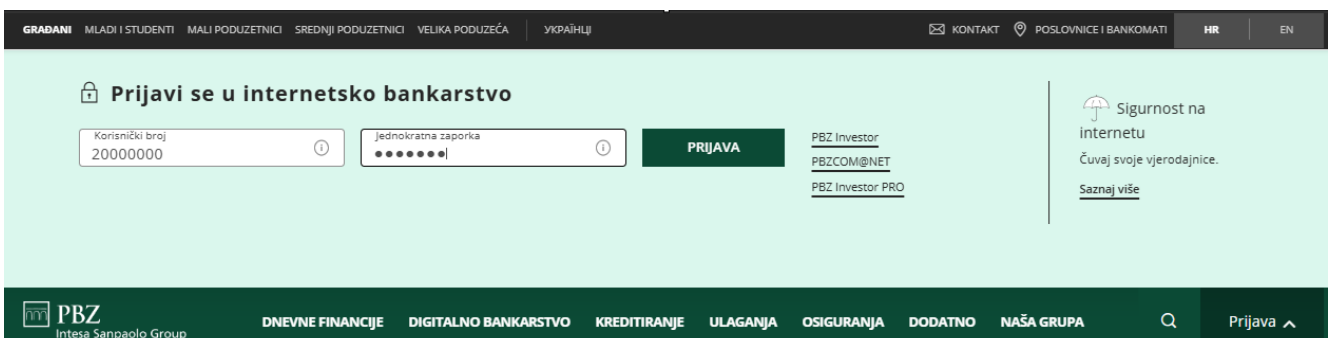 GRAĐANI MLADI I STUDENTI MALI PODUZETNICI SREDNJI PODUZETNICI VELIKA PODUZEĆA УКРАЇНЦІ KONTAKT POSLOVNICE I BANKOMATI HR EN
Prijavi se u internetsko bankarstvo
Korisnički broj
20000000
Jednokratna zaporka
●●●●●●●
PRIJAVA
PBZ Investor
PBZCOM@NET
PBZ Investor PRO
Sigurnost na
internetu
Čuvaj svoje vjerodajnice.
Saznaj više
PBZ
Intesa Sanpaolo Group
DNEVNE FINANCIJE DIGITALNO BANKARSTVO KREDITIRANJE ULAGANJA OSIGURANJA DODATNO NAŠA GRUPA Prijava